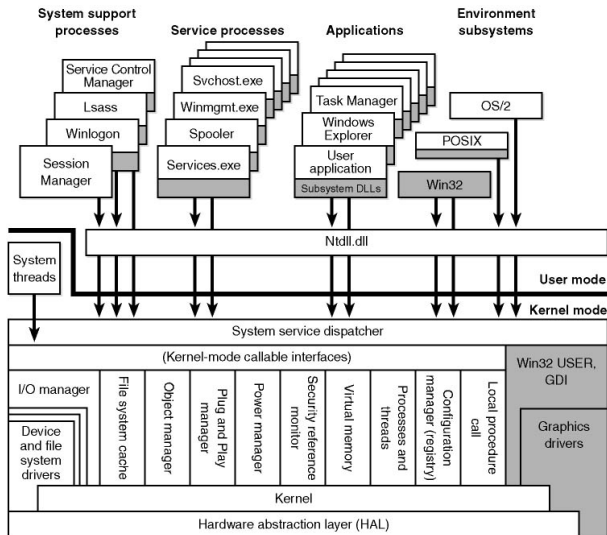 System support
processes
Service processes
Applications
Environment
subsystems
Service Control
Manager
Lsass
Winlogon
Session
Manager
Svchost.exe
Winmgmt.exe
Spooler
Services.exe
Task Manager
Windows
Explorer
User
application
Subsystem DLLs
OS/2
POSIX
Win32
Ntdll.dll
System
threads
User mode
Kernel mode
System service dispatcher
(Kernel-mode callable interfaces)
Win32 USER,
GDI
I/O manager
Device and
file system
drivers
File system cache
Object manager
Plug and Play
manager
Power manager
Security reference
monitor
Virtual memory
Processes and
threads
Configuration
manager (registry)
Local procedure
call
Graphics
drivers
Kernel
Hardware abstraction layer (HAL)